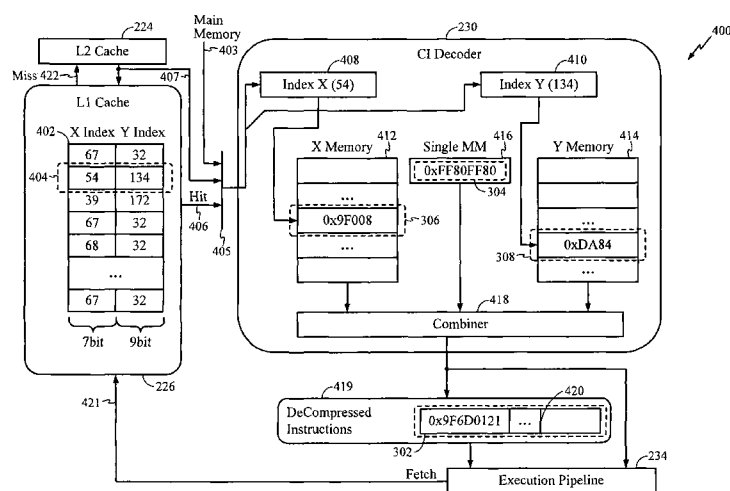 224
L2 Cache
Miss 422
407
Main
Memory
403
230
CI Decoder
400
408
Index X (54)
410
Index Y (134)
L1 Cache
402 X Index Y Index
67 32
404 54 134
39 172
67 32
68 32
...
67 32
7bit 9bit
226
Hit
406
405
412
X Memory
...
0x9F008
306
...
Single MM 416
0xFF80FF80
304
414
Y Memory
...
0xDA84
308
...
418
Combiner
419
DeCompressed
Instructions
420
0x9F6D0121 ...
302
421
Fetch
234
Execution Pipeline